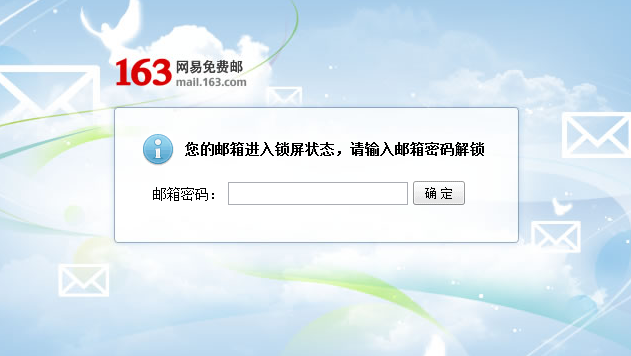 163 网易免费邮
mail.163.com
您的邮箱进入锁屏状态，请输入邮箱密码解锁
邮箱密码：
确 定